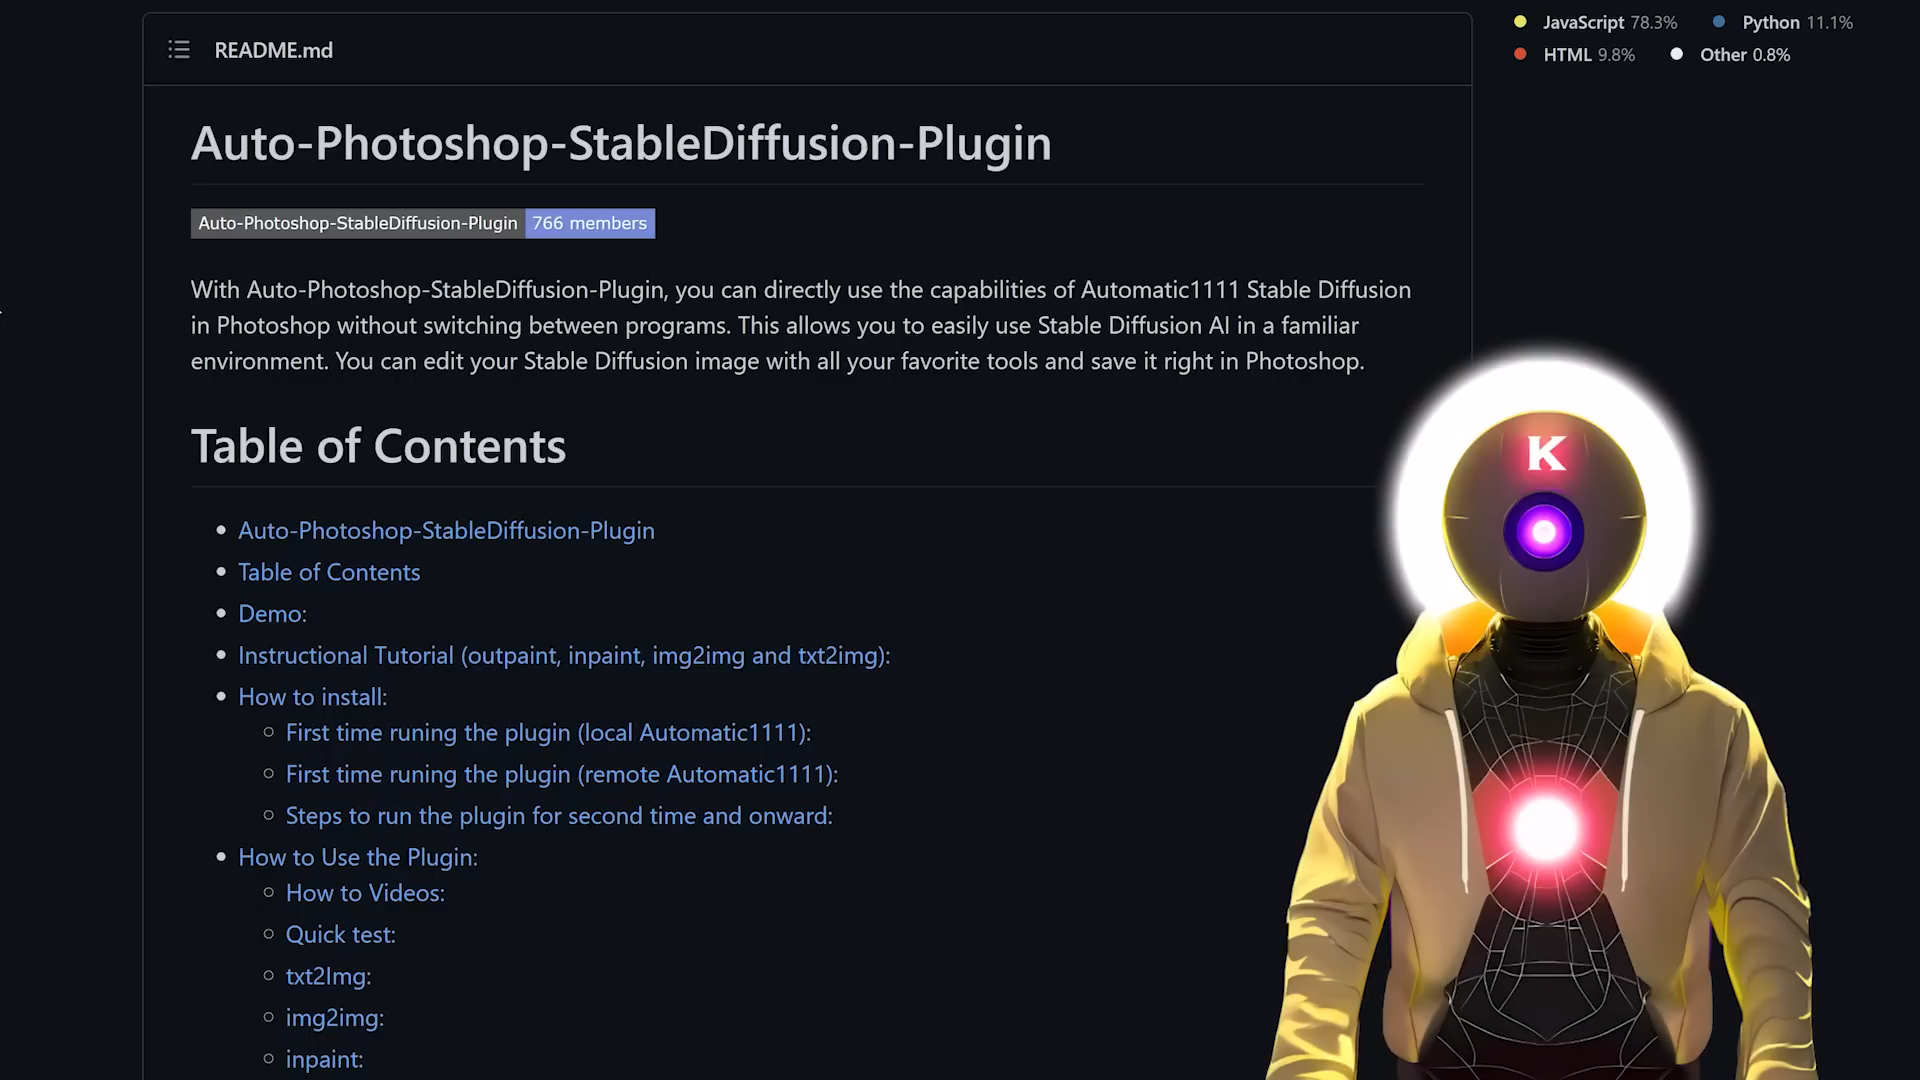 README.md
JavaScript 78.3% Python 11.1%
HTML 9.8% Other 0.8%
Auto-Photoshop-StableDiffusion-Plugin
Auto-Photoshop-StableDiffusion-Plugin 766 members
With Auto-Photoshop-StableDiffusion-Plugin, you can directly use the capabilities of Automatic1111 Stable Diffusion
in Photoshop without switching between programs. This allows you to easily use Stable Diffusion AI in a familiar
environment. You can edit your Stable Diffusion image with all your favorite tools and save it right in Photoshop.
Table of Contents
Auto-Photoshop-StableDiffusion-Plugin
Table of Contents
Demo:
Instructional Tutorial (outpaint, inpaint, img2img and txt2img):
How to install:
First time runing the plugin (local Automatic1111):
First time runing the plugin (remote Automatic1111):
Steps to run the plugin for second time and onward:
How to Use the Plugin:
How to Videos:
Quick test:
txt2Img:
img2img:
inpaint:
K